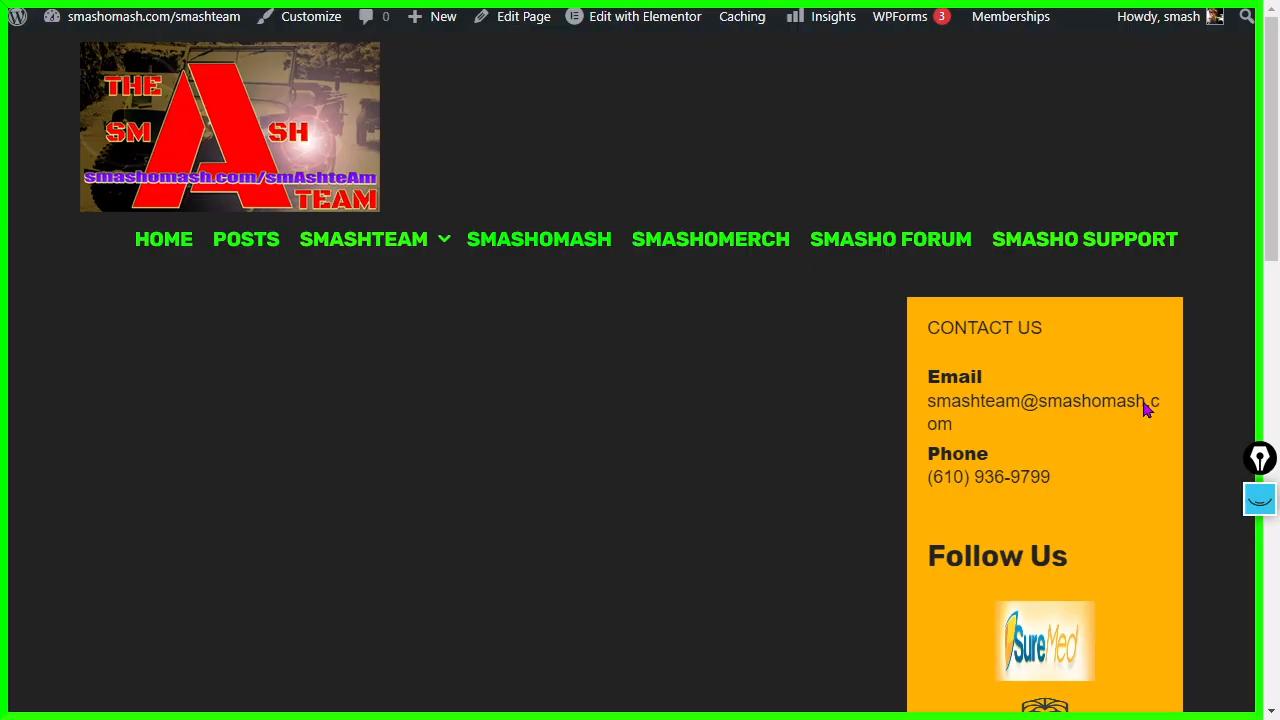 smashomash.com/smashteam Customize 0 New Edit Page Edit with Elementor Caching Insights WPForms 3 Memberships Howdy, smash
THE
SMASH
smashomash.com/smAshteAm
TEAM
HOME POSTS SMASHTEAM SMASHOMASH SMASHOMERCH SMASHO FORUM SMASHO SUPPORT
CONTACT US
Email
smashteam@smashomash.c
om
Phone
(610) 936-9799
Follow Us
SureMed